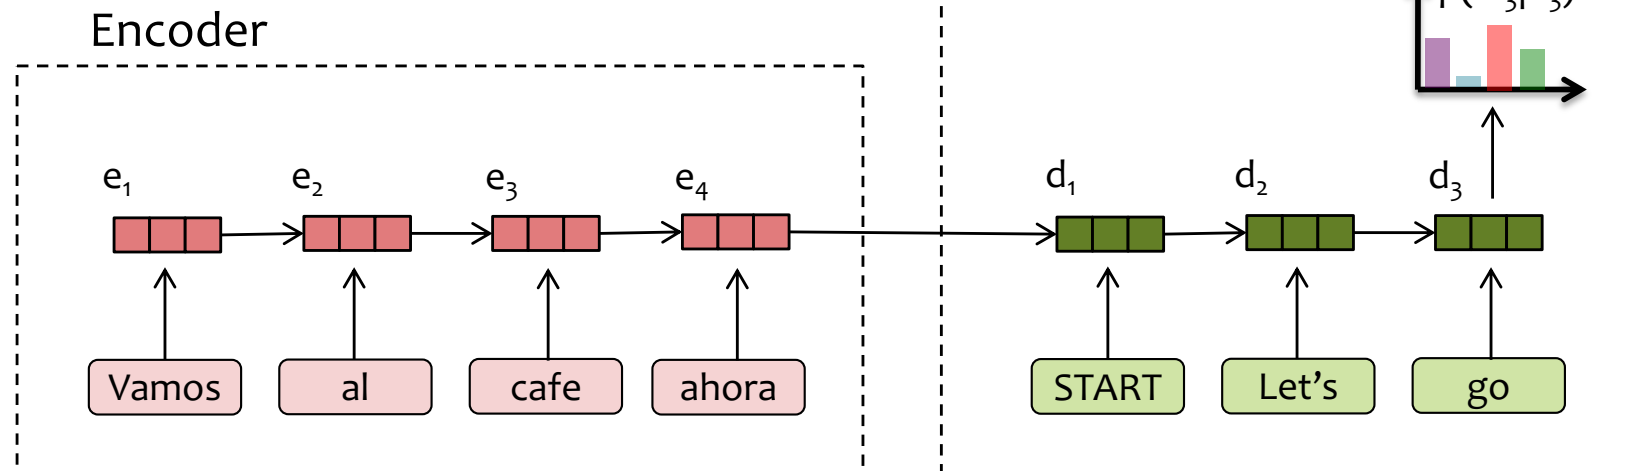 Encoder
e1 e2 e3 e4 d1 d2 d3
Vamos al cafe ahora START Let's go